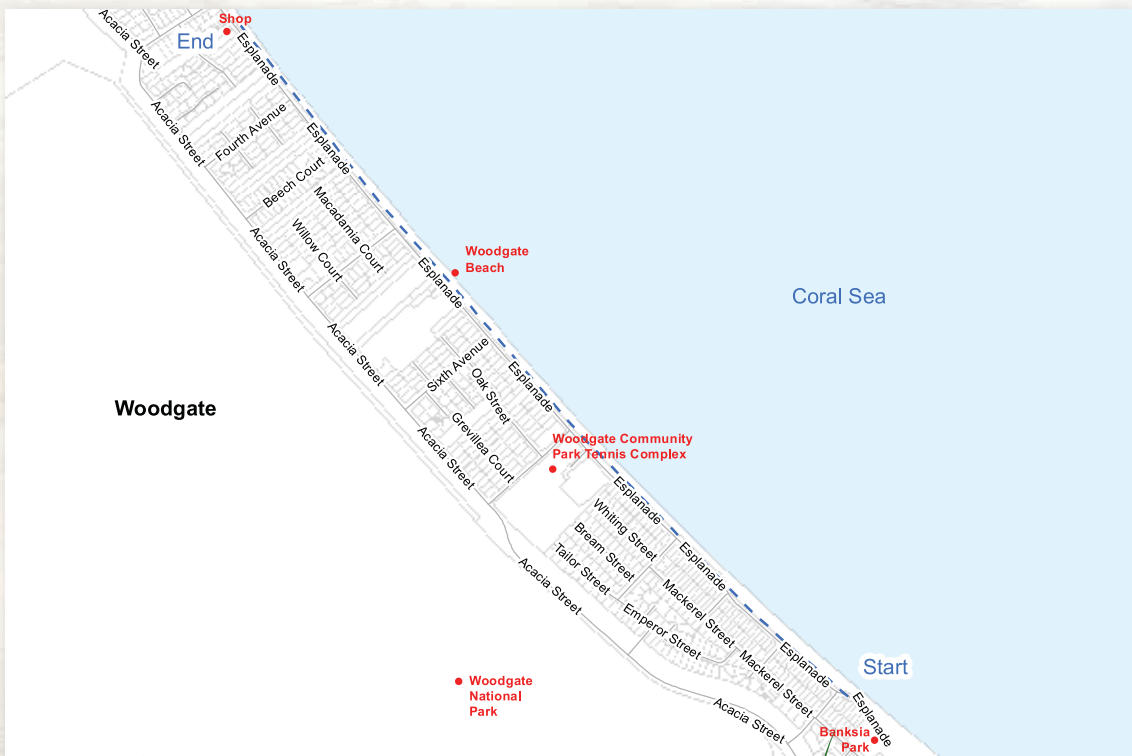 Shop
Acacia Street
End
Esplanade
Acacia Street
Fourth Avenue
Esplanade
Beech Court
Macadamia Court
Willow Court
Acacia Street
Woodgate
Beach
Esplanade
Coral Sea
Acacia Street
Sixth Avenue
Oak Street
Esplanade
Woodgate
Grevillea Court
Acacia Street
Woodgate Community
Park Tennis Complex
Esplanade
Whiting Street
Bream Street
Tailor Street
Esplanade
Acacia Street
Mackerel Street
Emperor Street
Esplanade
Mackerel Street
Start
Woodgate
National
Park
Acacia Street
Esplanade
Banksia
Park